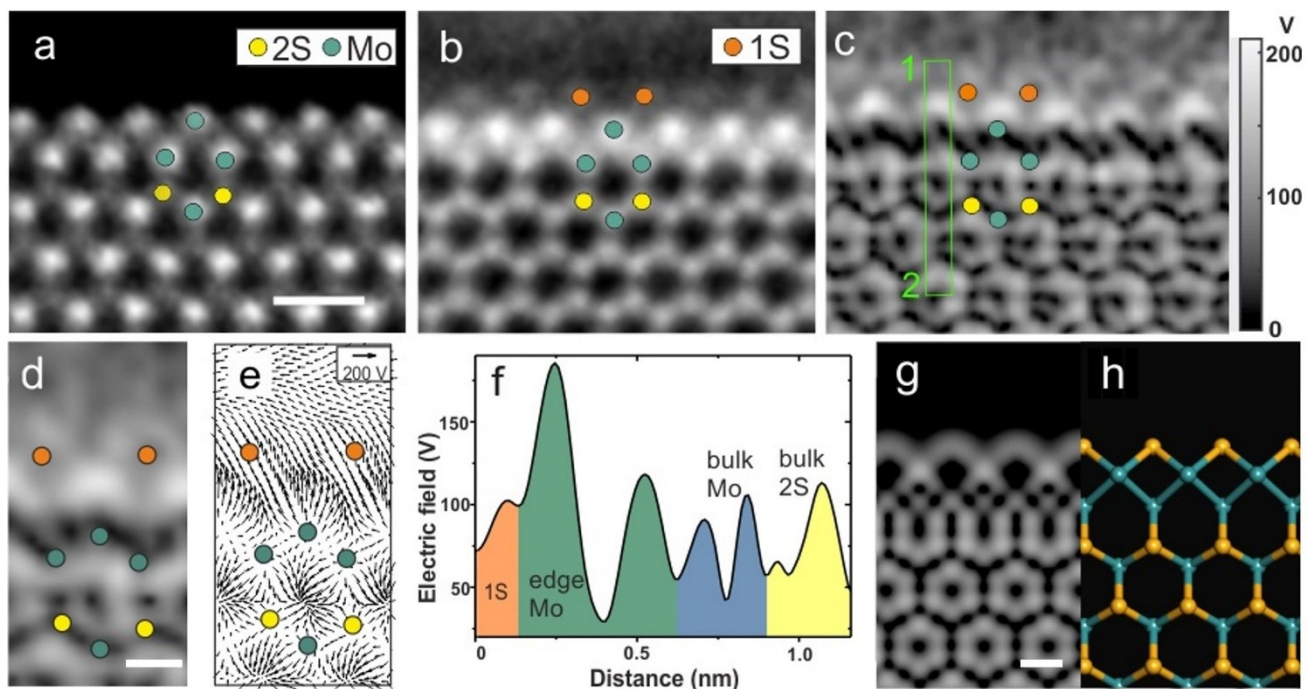 a
2S Mo
b
1S
c
1
2
V
200
100
0
d
e
200 V
f
Electric field (V)
150
100
50
1S
edge
Mo
bulk
Mo
bulk
2S
0
0.5
1.0
Distance (nm)
g
h